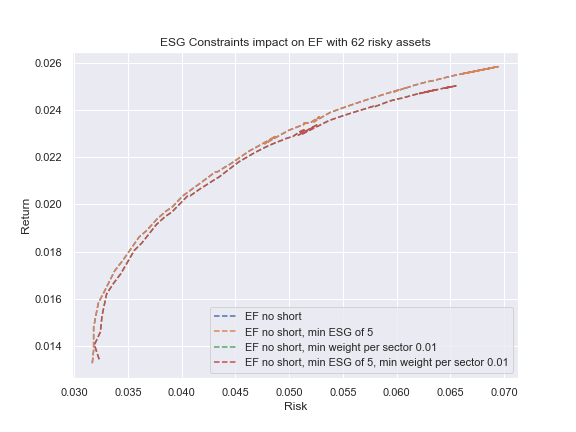 ESG Constraints impact on EF with 62 risky assets
Return
0.026
0.024
0.022
0.020
0.018
0.016
0.014
EF no short
EF no short, min ESG of 5
EF no short, min weight per sector 0.01
EF no short, min ESG of 5, min weight per sector 0.01
0.030 0.035 0.040 0.045 0.050 0.055 0.060 0.065 0.070
Risk